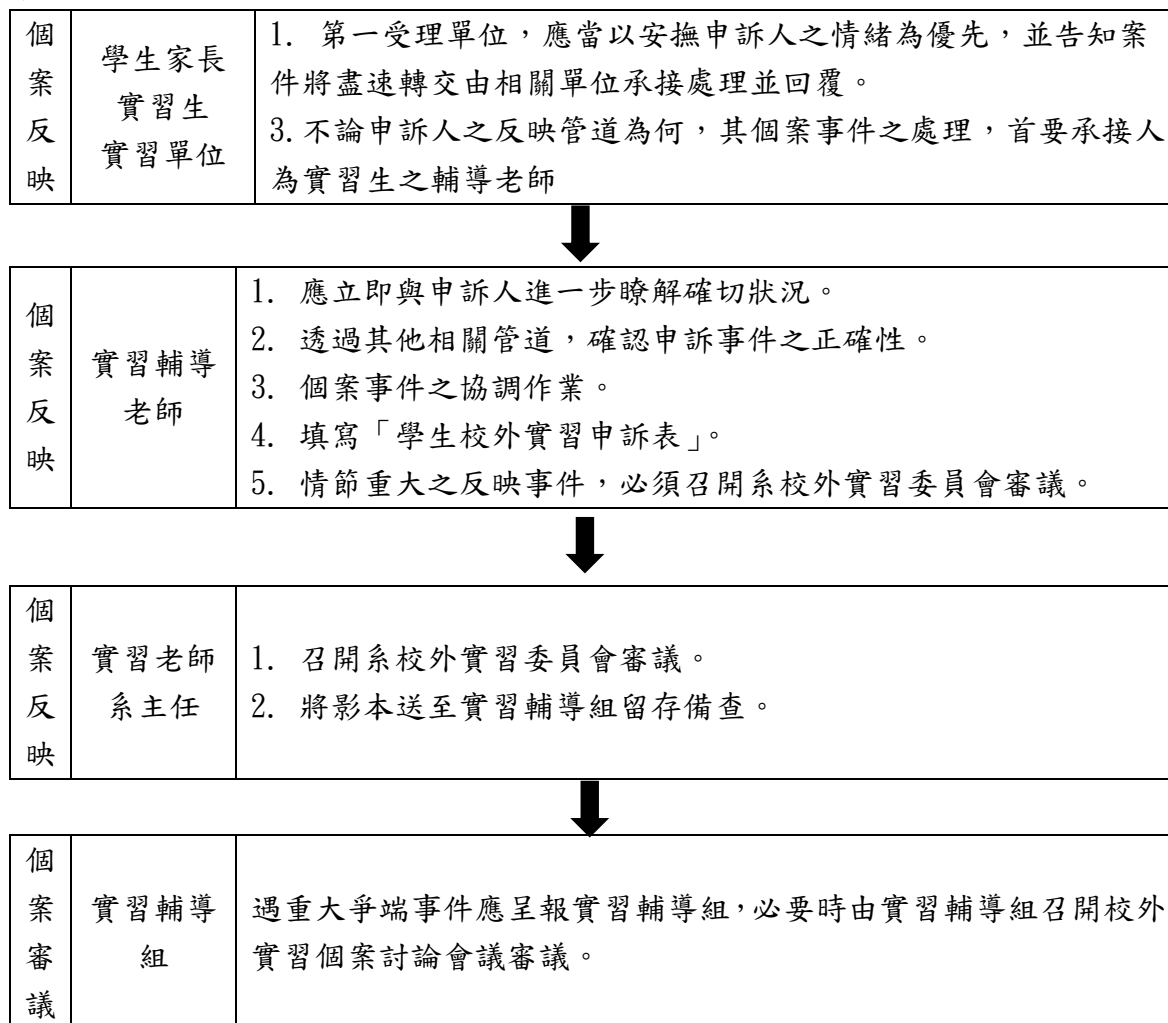 個
案
反
映
學生家長
實習生
實習單位
1. 第一受理單位，應當以安撫申訴人之情緒為優先，並告知案
件將盡速轉交由相關單位承接處理並回覆。
3.不論申訴人之反映管道為何，其個案事件之處理，首要承接人
為實習生之輔導老師
個
案
反
映
實習輔導
老師
1. 應立即與申訴人進一步瞭解確切狀況。
2. 透過其他相關管道，確認申訴事件之正確性。
3. 個案事件之協調作業。
4. 填寫「學生校外實習申訴表」。
5. 情節重大之反映事件，必須召開系校外實習委員會審議。
個
案
反
映
實習老師
系主任
1. 召開系校外實習委員會審議。
2. 將影本送至實習輔導組留存備查。
個
案
審
議
實習輔導
組
遇重大爭端事件應呈報實習輔導組，必要時由實習輔導組召開校外
實習個案討論會議審議。